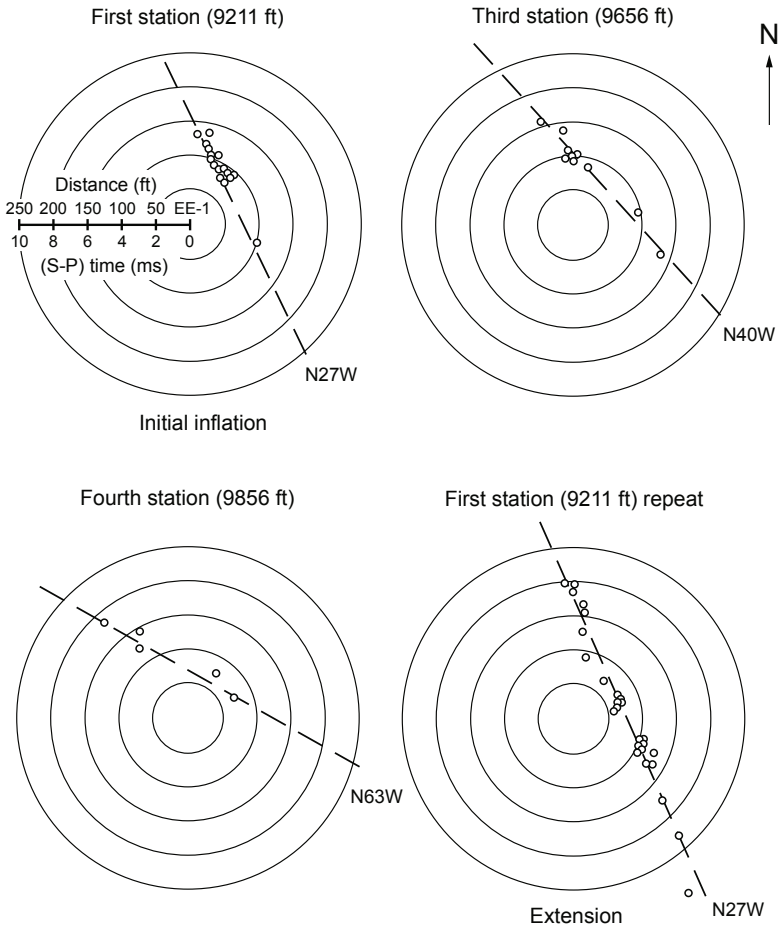 First station (9211 ft)
Third station (9656 ft)
N
Distance (ft)
250 200 150 100 50 EE-1
10 8 6 4 2 0
(S-P) time (ms)
N27W
N40W
Initial inflation
Fourth station (9856 ft)
First station (9211 ft) repeat
N63W
N27W
Extension